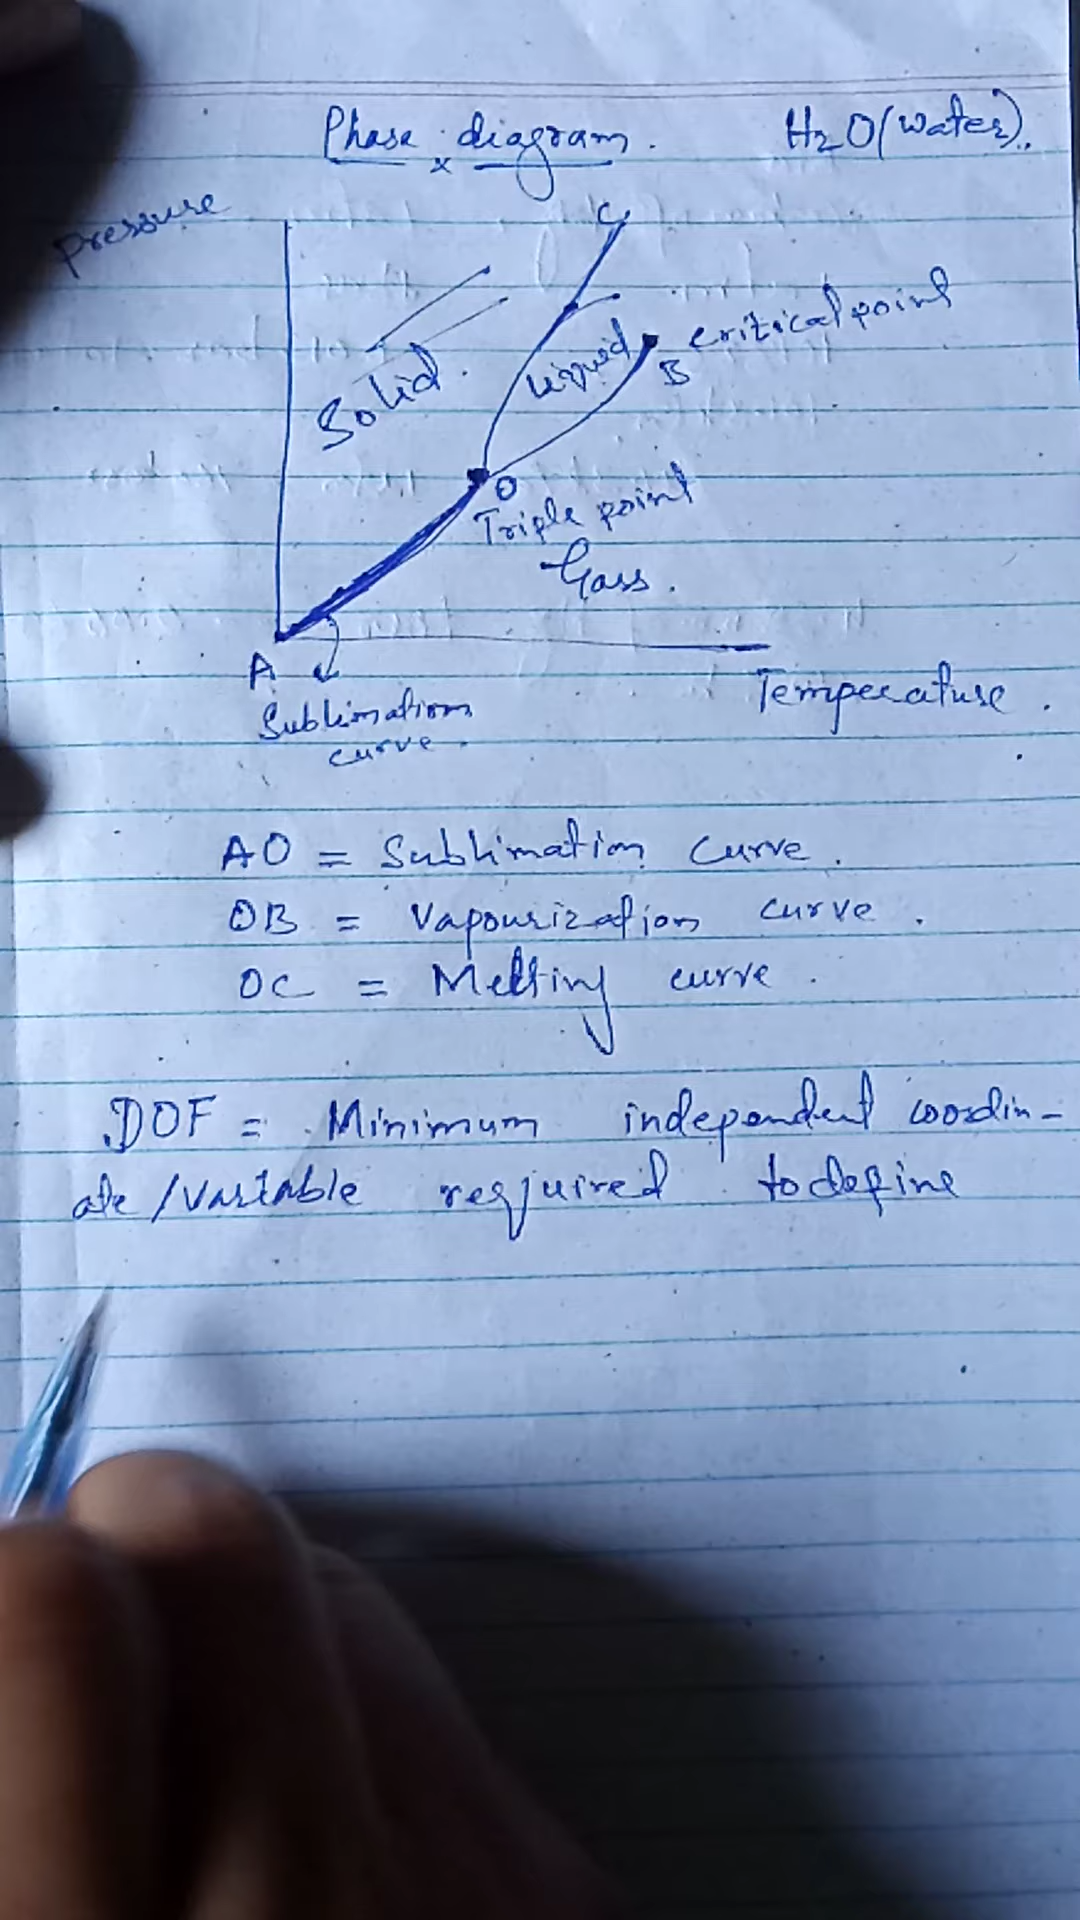 Phase diagram. H2O (water).
pressure
C
Solid.
Liquid
critical point
B
O
Triple point
Gass.
A
Temperature.
Sublimation
curve.
AO = Sublimation curve.
OB = Vapourization curve.
OC = Melting curve.
DOF = Minimum independent coordin-
ate/variable required to define